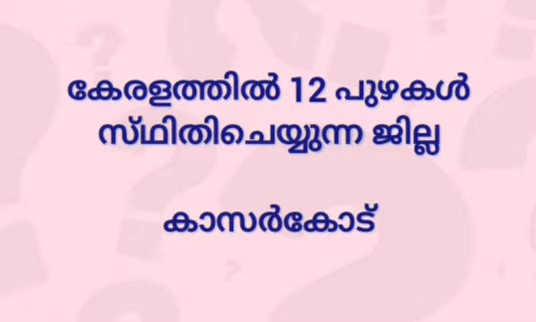 കേരളത്തിൽ 12 പുഴകൾ
സ്ഥിതിചെയ്യുന്ന ജില്ല
കാസർകോട്